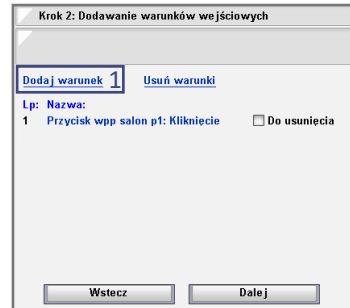 Krok 2: Dodawanie warunków wejściowych
Dodaj warunek 1 Usuń warunki
Lp: Nazwa:
1 Przycisk wpp salon p1: Kliknięcie Do usunięcia
Wstecz Dalej